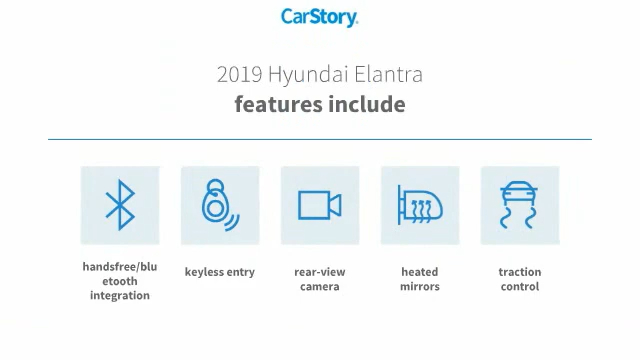 CarStory.
2019 Hyundai Elantra
features include
handsfree/blu
etooth
integration
keyless entry
rear-view
camera
heated
mirrors
traction
control